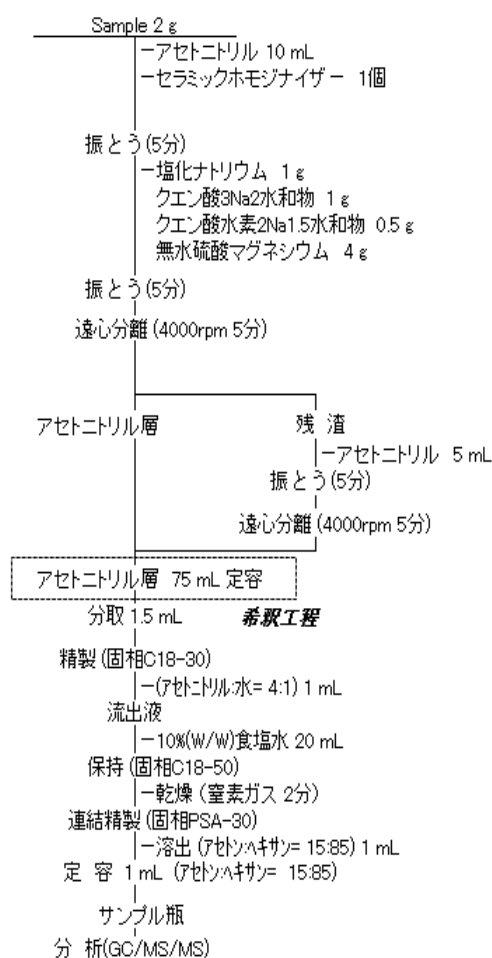 Sample 2 g
アセトニトリル 10 mL
セラミックホモジナイザー 1個
振とう(5分)
塩化ナトリウム 1 g
クエン酸3Na2水和物 1 g
クエン酸水素2Na1.5水和物 0.5 g
無水硫酸マグネシウム 4 g
振とう(5分)
遠心分離(4000rpm 5分)
アセトニトリル層
残 渣
アセトニトリル 5 mL
振とう(5分)
遠心分離(4000rpm 5分)
アセトニトリル層 75 mL 定容
分取 1.5 mL 希釈工程
精製(固相C18-30)
(アセトニトリル:水= 4:1) 1 mL
流出液
10%(W/W)食塩水 20 mL
保持(固相C18-50)
乾燥 (窒素ガス 2分)
連結精製(固相PSA-30)
溶出 (アセトン:ヘキサン= 15:85) 1 mL
定 容 1 mL (アセトン:ヘキサン= 15:85)
サンプル瓶
分 析(GC/MS/MS)